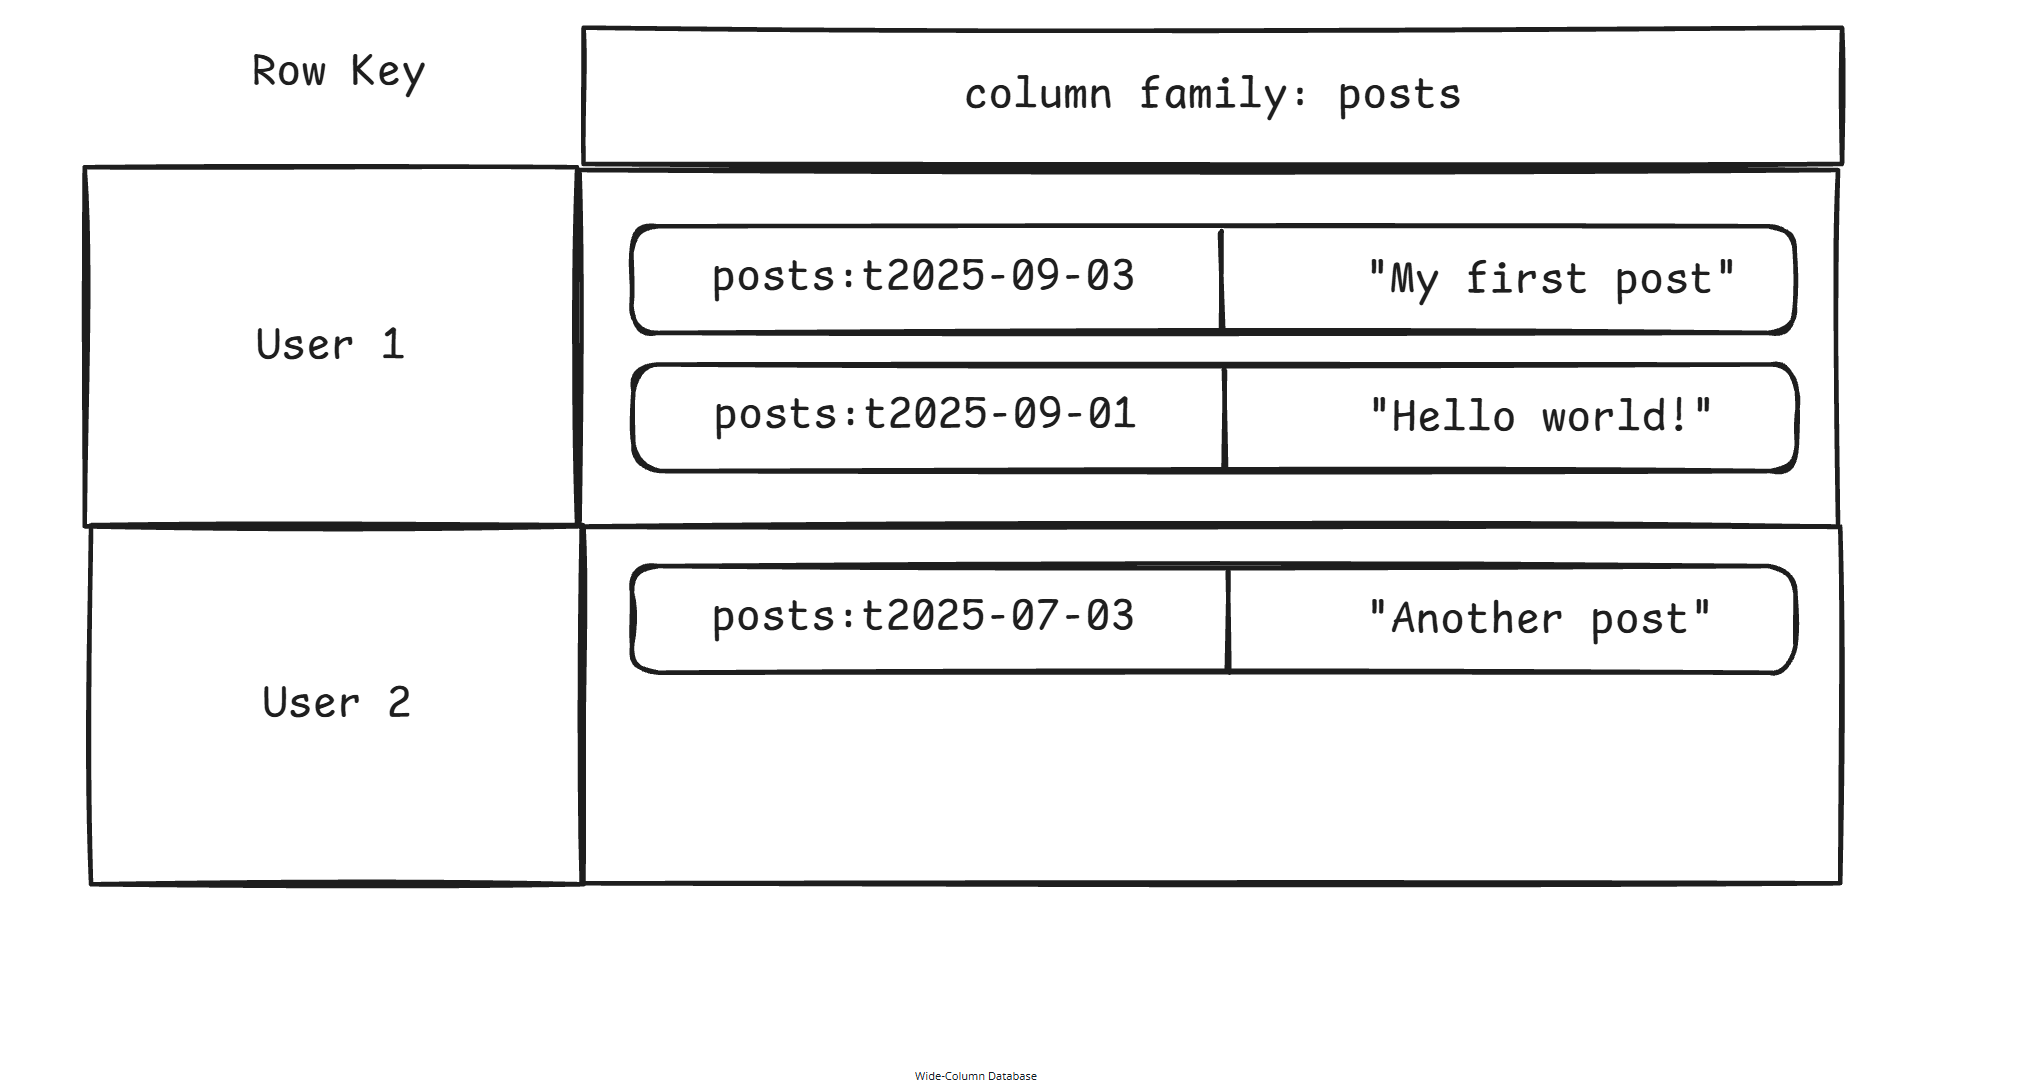 Row Key
column family: posts
User 1
posts:t2025-09-03
"My first post"
posts:t2025-09-01
"Hello world!"
User 2
posts:t2025-07-03
"Another post"
Wide-Column Database